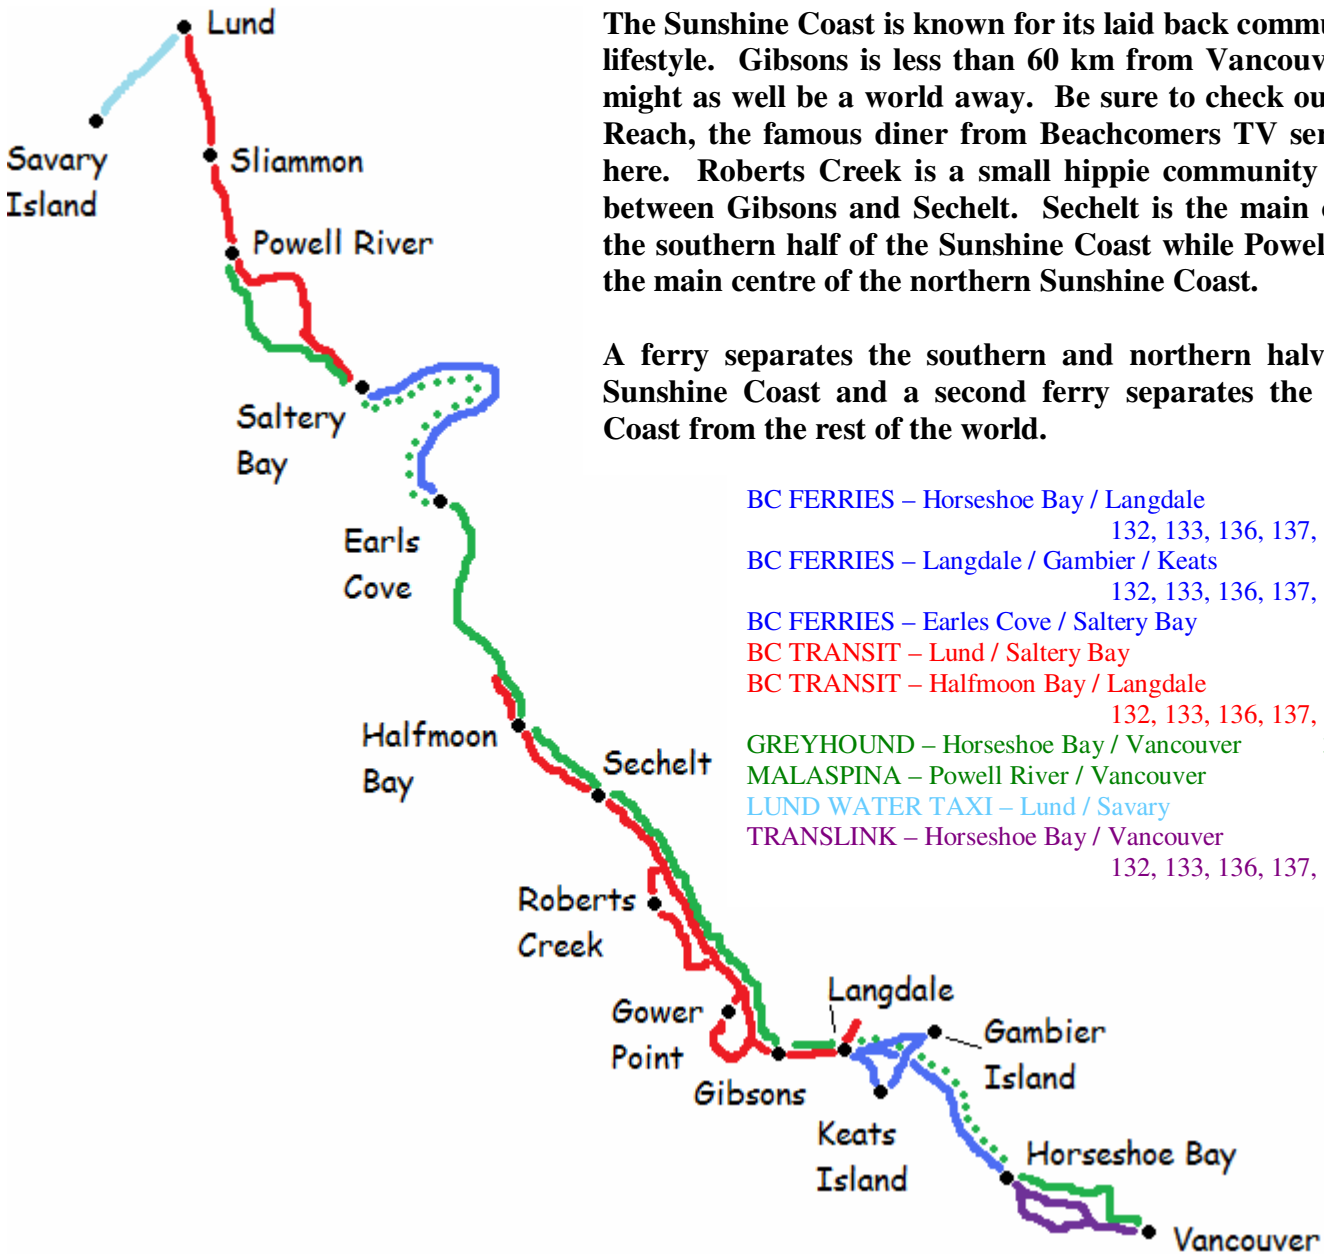 The Sunshine Coast is known for its laid back
lifestyle. Gibsons is less than 60 km from
might as well be a world away. Be sure to check
Reach, the famous diner from Beachcomers TV
here. Roberts Creek is a small hippie community
between Gibsons and Sechelt. Sechelt is the main
the southern half of the Sunshine Coast while
the main centre of the northern Sunshine Coast.
A ferry separates the southern and northern
Sunshine Coast and a second ferry separates the
Coast from the rest of the world.
BC FERRIES – Horseshoe Bay / Langdale
132, 133, 136, 137,
BC FERRIES – Langdale / Gambier / Keats
132, 133, 136, 137,
BC FERRIES – Earles Cove / Saltery Bay
BC TRANSIT – Lund / Saltery Bay
BC TRANSIT – Halfmoon Bay / Langdale
132, 133, 136, 137,
GREYHOUND – Horseshoe Bay / Vancouver
MALASPINA – Powell River / Vancouver
LUND WATER TAXI – Lund / Savary
TRANSLINK – Horseshoe Bay / Vancouver
132, 133, 136, 137,
Lund
Savary
Island
Sliammon
Powell River
Saltery
Bay
Earls
Cove
Halfmoon
Bay
Sechelt
Roberts
Creek
Gower
Point
Gibsons
Langdale
Gambier
Island
Keats
Island
Horseshoe Bay
Vancouver